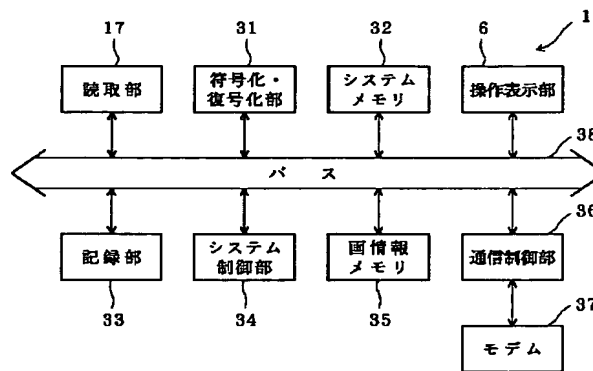 17
31
32
6
1
読取部
符号化・
復号化部
システム
メモリ
操作表示部
38
バス
36
記録部
システム
制御部
国情報
メモリ
通信制御部
33
34
35
37
モデム